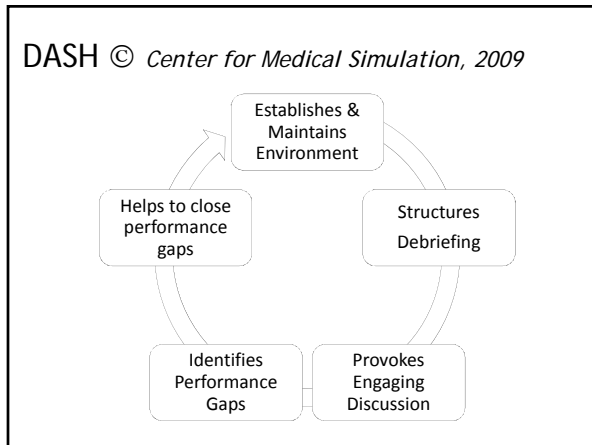 DASH © Center for Medical Simulation, 2009
Establishes &
Maintains
Environment
Structures
Debriefing
Provokes
Engaging
Discussion
Identifies
Performance
Gaps
Helps to close
performance
gaps